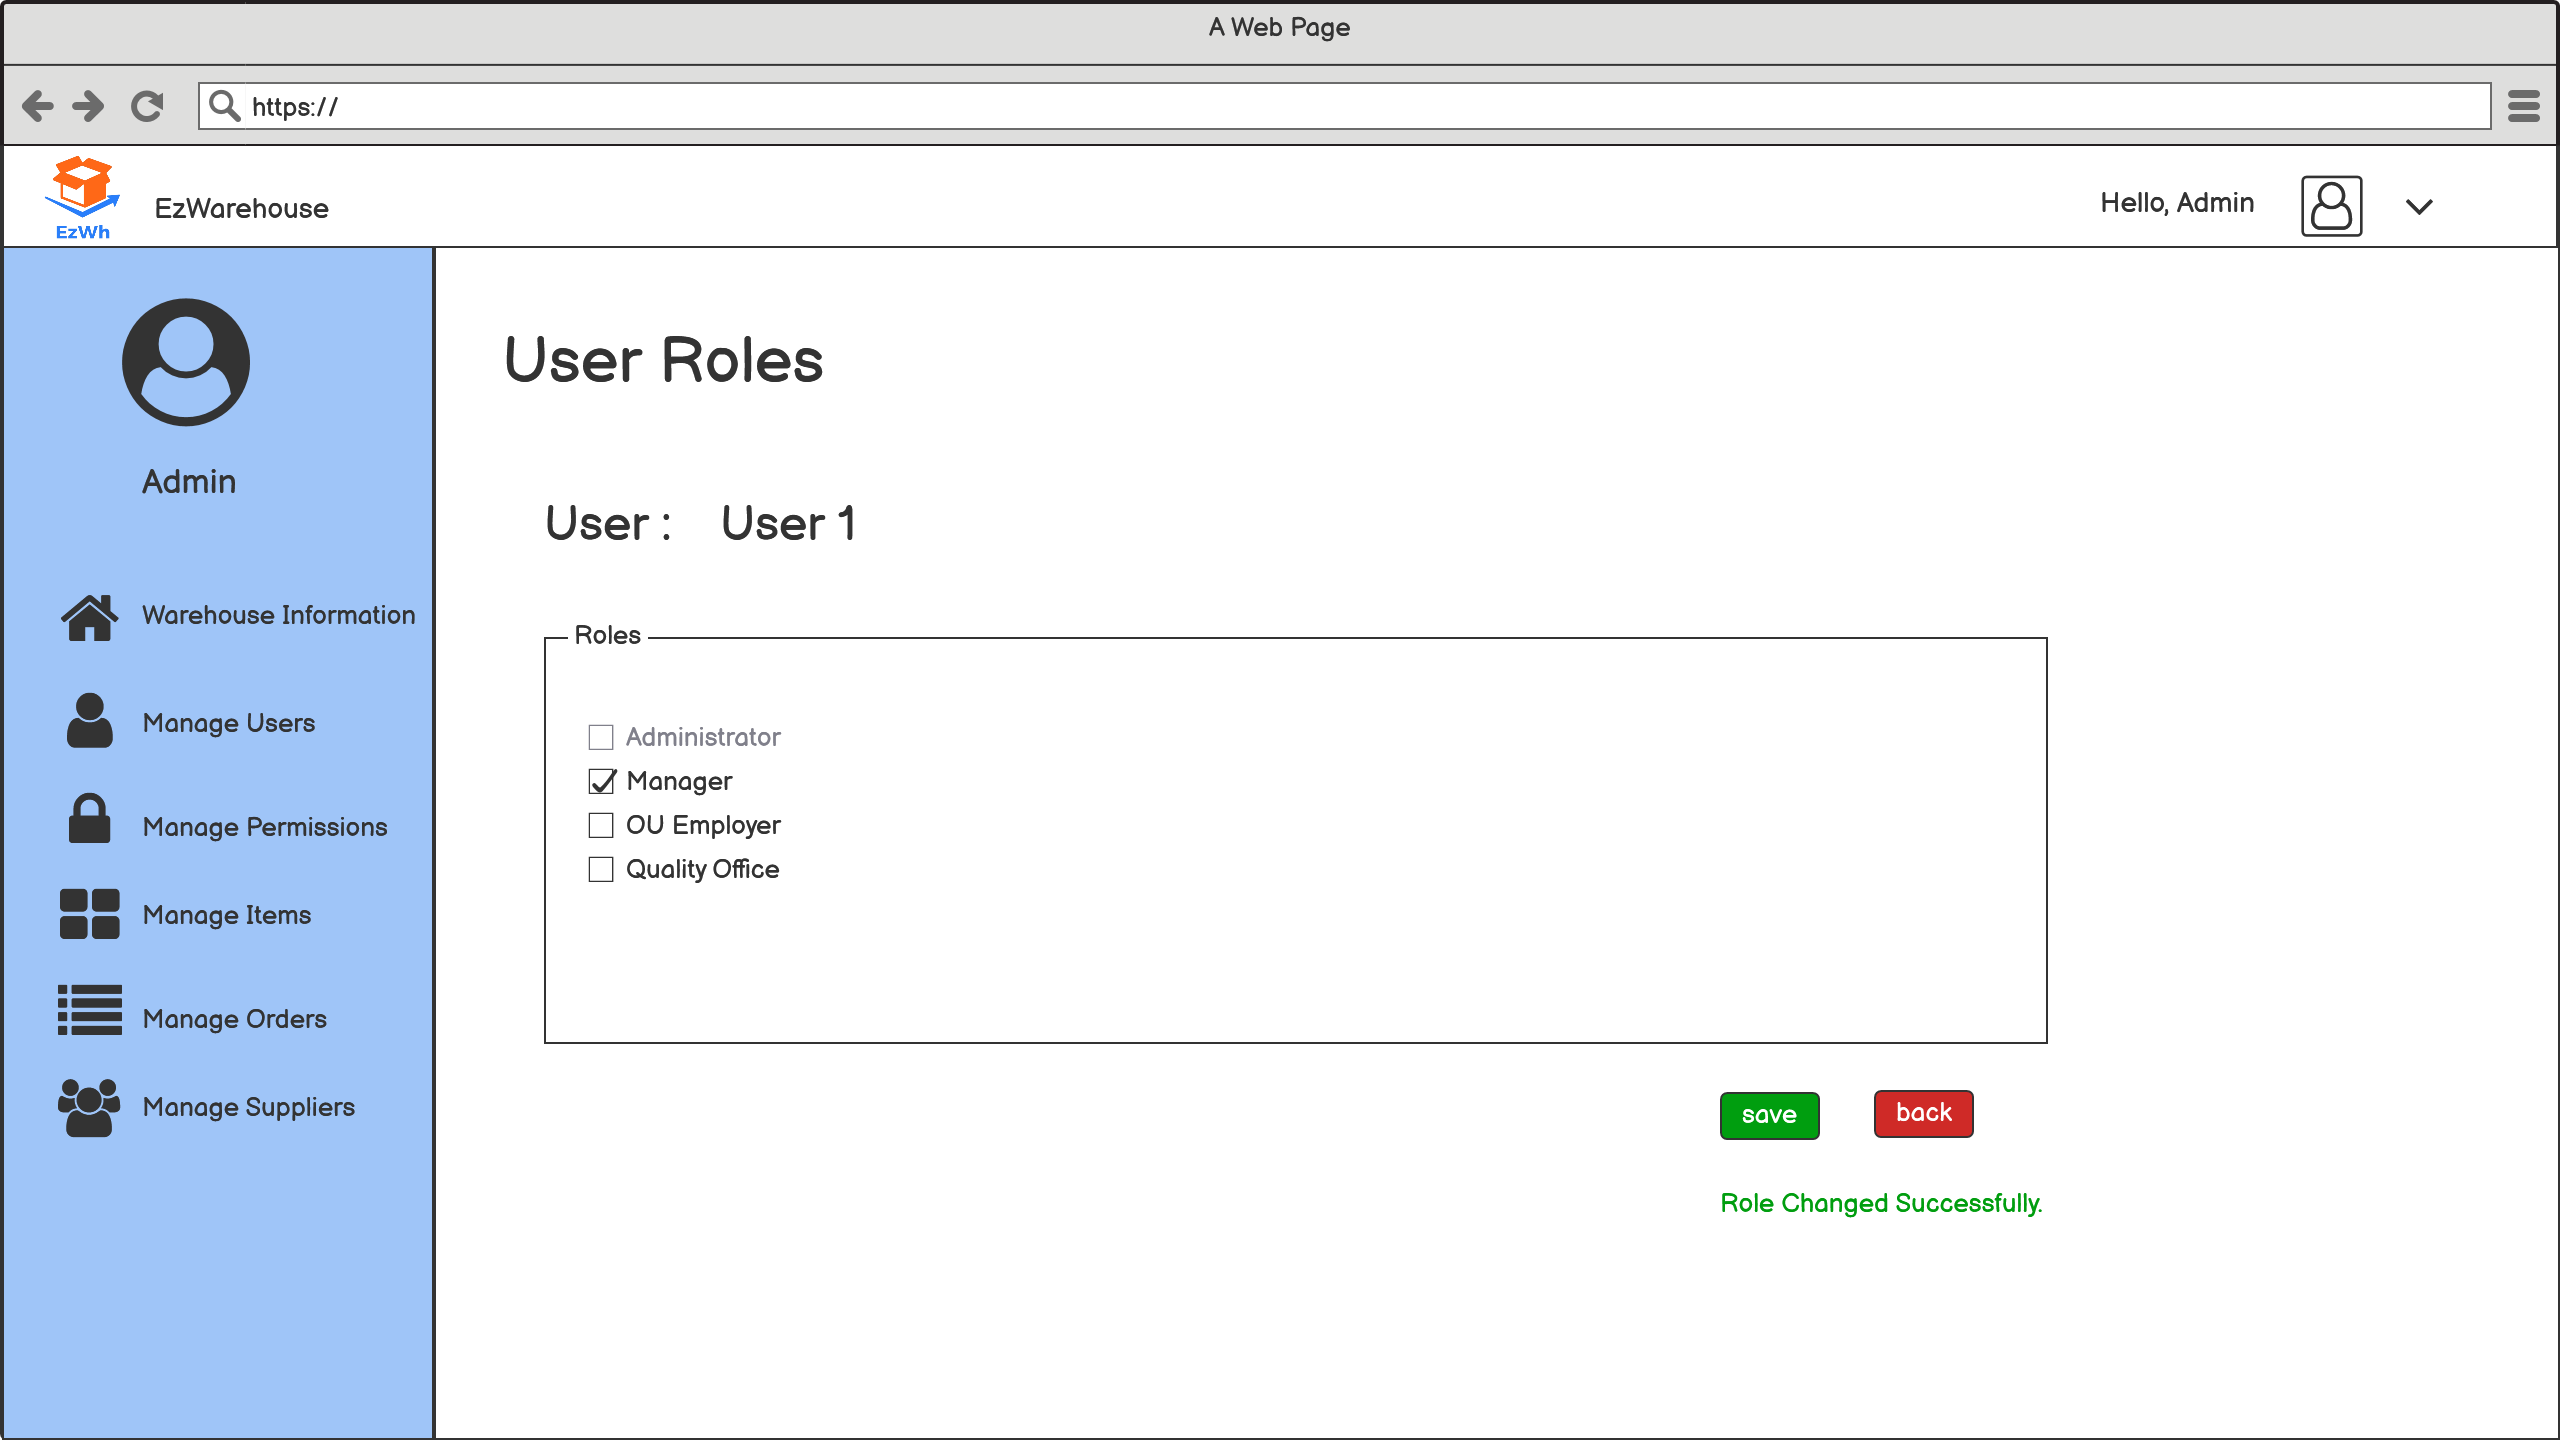 A Web Page
https://
EzWh
EzWarehouse
Hello, Admin
Admin
Warehouse Information
Manage Users
Manage Permissions
Manage Items
Manage Orders
Manage Suppliers
User Roles
User : User 1
Roles
Administrator
Manager
OU Employer
Quality Office
save
back
Role Changed Successfully.